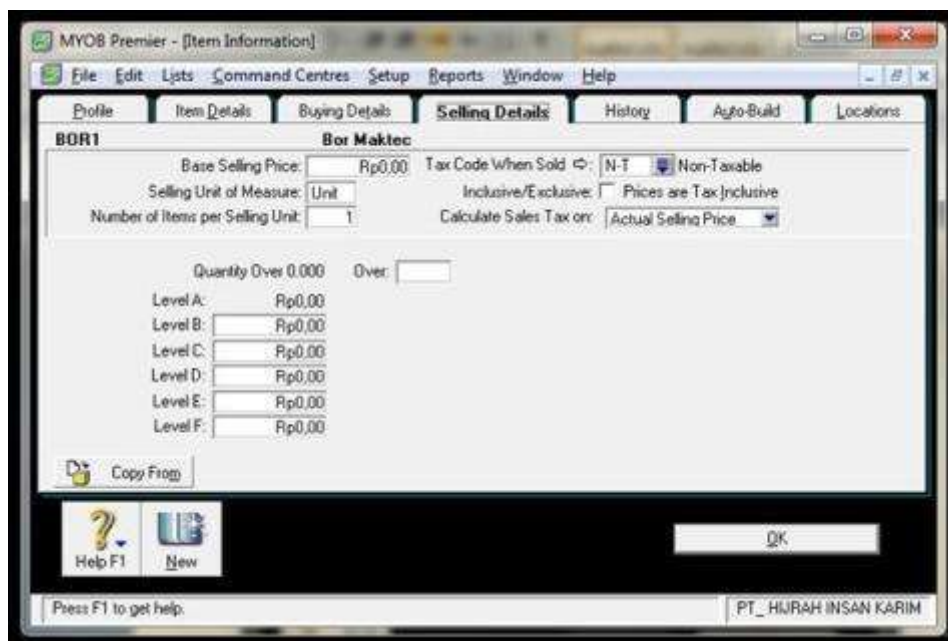 MYOB Premier - [Item Information]
File Edit Lists Command Centres Setup Reports Window Help
Profile Item Details Buying Details Selling Details History Auto-Build Locations
BOR1 Bor Maktec
Base Selling Price: Rp0,00 Tax Code When Sold ⇨: N-T Non-Taxable
Selling Unit of Measure: Unit Inclusive/Exclusive: Prices are Tax Inclusive
Number of Items per Selling Unit: 1 Calculate Sales Tax on: Actual Selling Price
Quantity Over 0.000 Over:
Level A: Rp0,00
Level B: Rp0,00
Level C: Rp0,00
Level D: Rp0,00
Level E: Rp0,00
Level F: Rp0,00
Copy From
Help F1 New OK
Press F1 to get help. PT_ HIJRAH INSAN KARIM